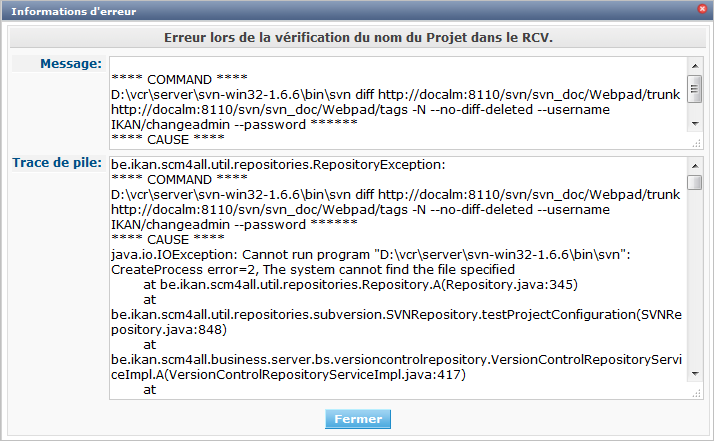 Informations d'erreur
Erreur lors de la vérification du nom du Projet dans le RCV.
Message:
**** COMMAND ****
D:\vcr\server\svn-win32-1.6.6\bin\svn diff http://docalm:8110/svn/svn_doc/Webpad/trunk
http://docalm:8110/svn/svn_doc/Webpad/tags -N --no-diff-deleted --username
IKAN/changeadmin --password ******
**** CAUSE ****
Trace de pile:
be.ikan.scm4all.util.repositories.RepositoryException:
**** COMMAND ****
D:\vcr\server\svn-win32-1.6.6\bin\svn diff http://docalm:8110/svn/svn_doc/Webpad/trunk
http://docalm:8110/svn/svn_doc/Webpad/tags -N --no-diff-deleted --username
IKAN/changeadmin --password ******
**** CAUSE ****
java.io.IOException: Cannot run program "D:\vcr\server\svn-win32-1.6.6\bin\svn":
CreateProcess error=2, The system cannot find the file specified
at be.ikan.scm4all.util.repositories.Repository.A(Repository.java:345)
at
be.ikan.scm4all.util.repositories.subversion.SVNRepository.testProjectConfiguration(SVNRe
pository.java:848)
at
be.ikan.scm4all.business.server.bs.versioncontrolrepository.VersionControlRepositoryServi
ceImpl.A(VersionControlRepositoryServiceImpl.java:417)
at
Fermer